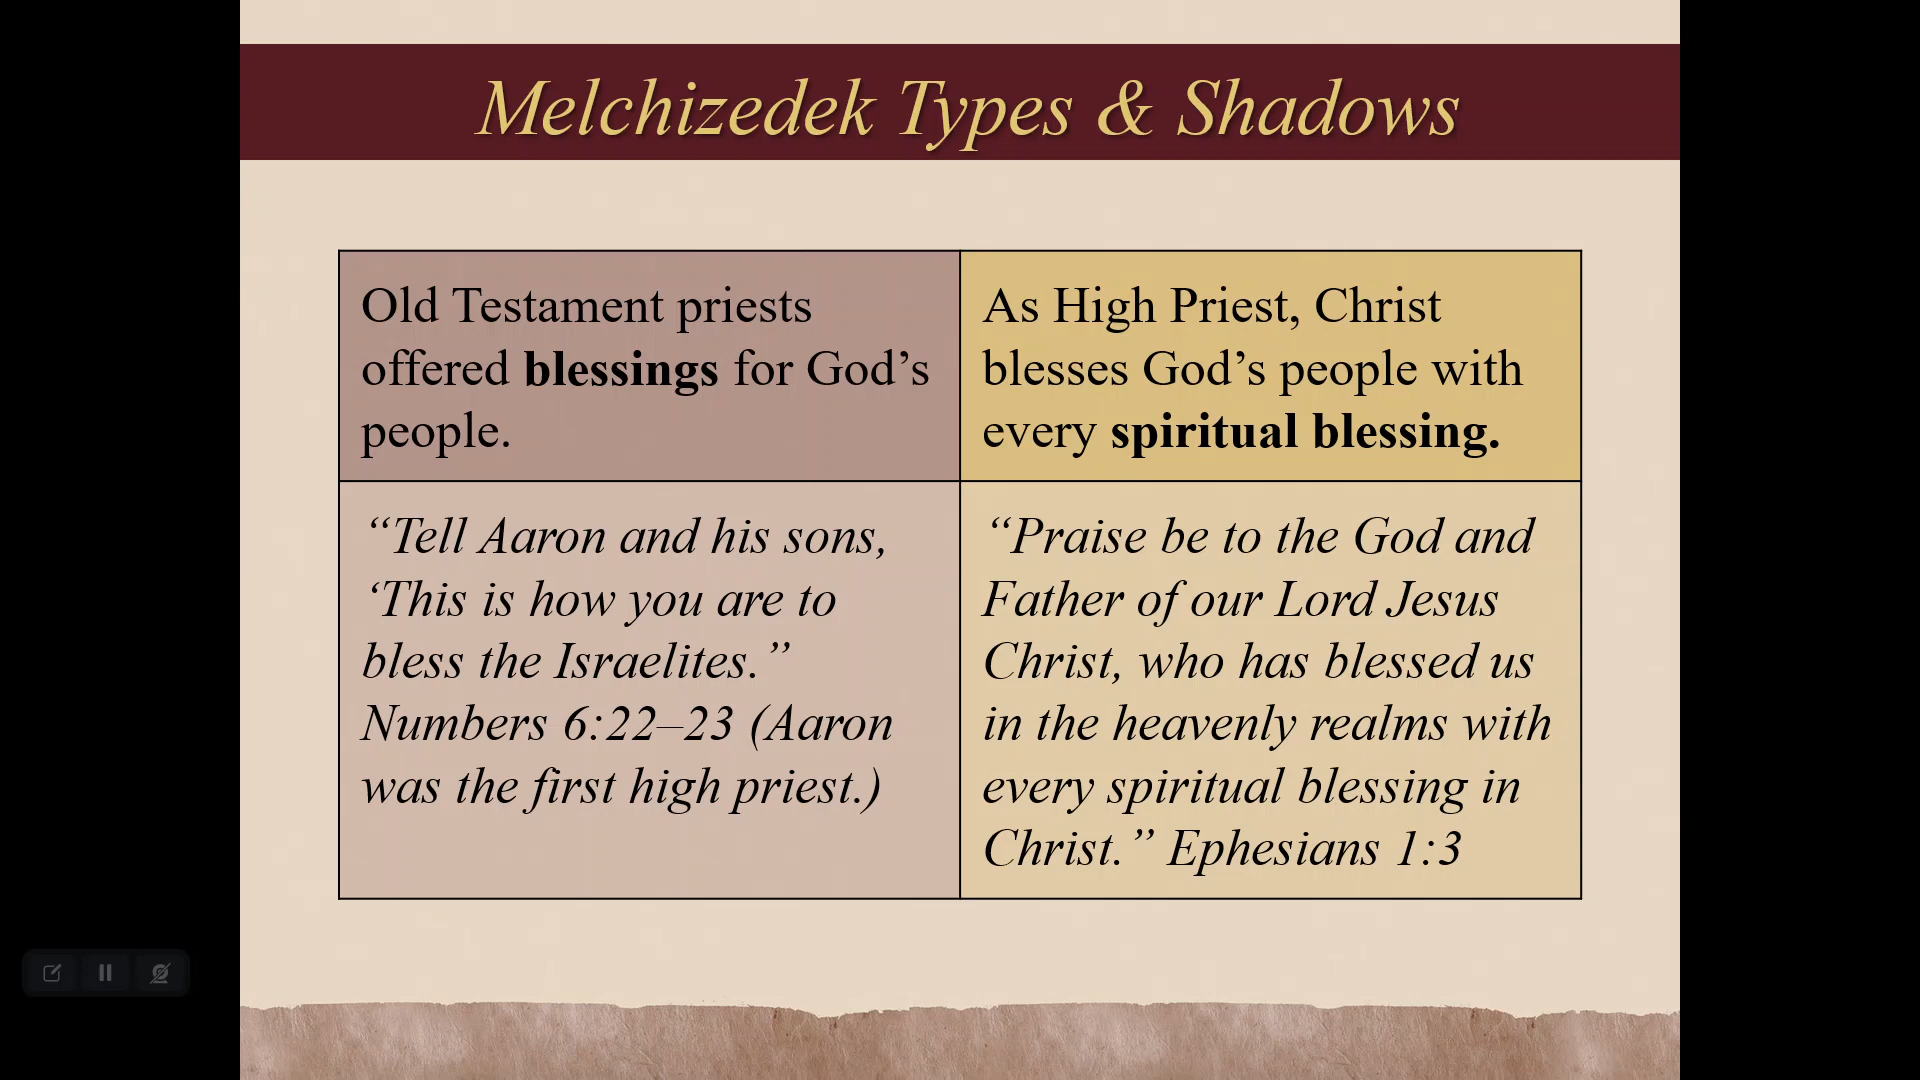 Melchizedek Types & Shadows
Old Testament priests
offered blessings for God’s
people.
As High Priest, Christ
blesses God’s people with
every spiritual blessing.
“Tell Aaron and his sons,
‘This is how you are to
bless the Israelites.”
Numbers 6:22–23 (Aaron
was the first high priest.)
“Praise be to the God and
Father of our Lord Jesus
Christ, who has blessed us
in the heavenly realms with
every spiritual blessing in
Christ.” Ephesians 1:3